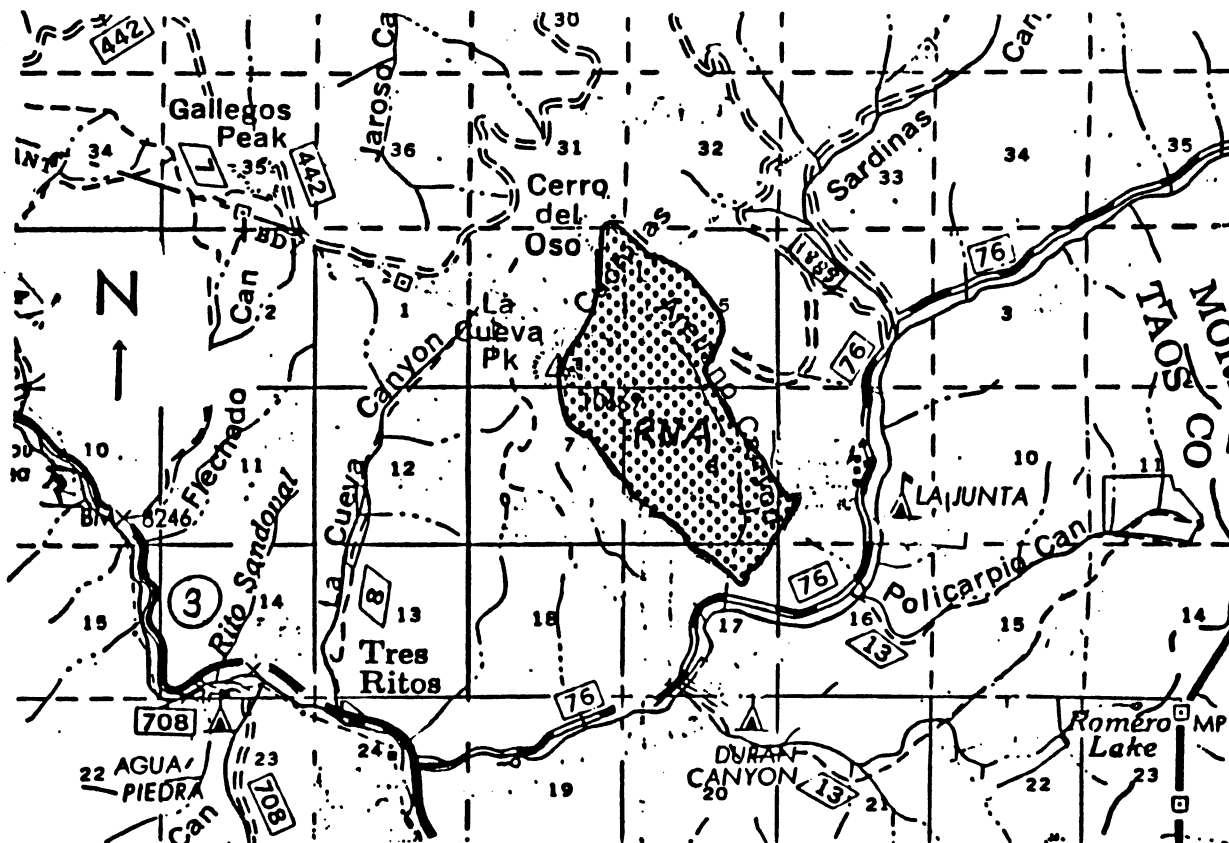 442
30
Can
Gallegos
Peak
Jaroso Ca
34
L
35
442
36
31
32
Sardinas
33
34
35
Cerro
del
Oso
BD
76
N
Can
2
1
La
Cueva
Pk
5
3
76
MOR
TAOS CO
Canyon
7
RNA
10
Flechado
11
12
10
11
LA JUNTA
BM
8246
Rito Sandoval
La Cueva
76
Policarpio Can
15
3
14
8
13
18
17
16
13
15
14
Tres
Ritos
76
708
24
Romero
Lake
MP
22
AGUA
PIEDRA
23
708
Can
19
DURAN
CANYON
20
13
21
22
23